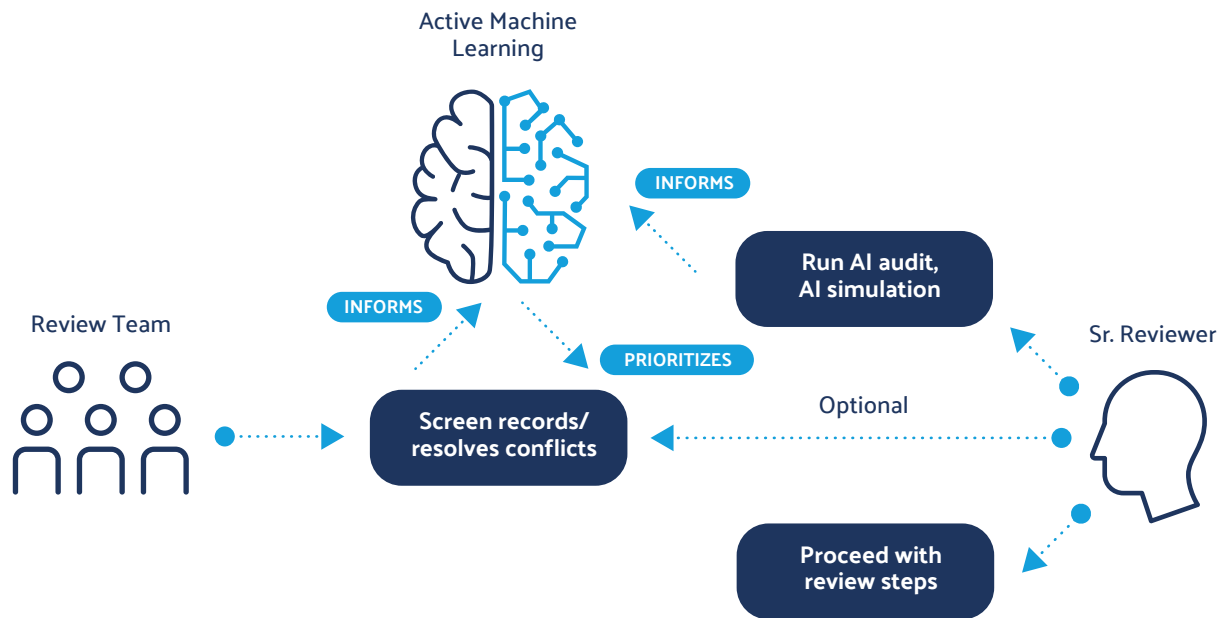 Active Machine
Learning
INFORMS
Run AI audit,
AI simulation
INFORMS
Review Team
Sr. Reviewer
PRIORITIZES
Screen records/
resolves conflicts
Optional
Proceed with
review steps